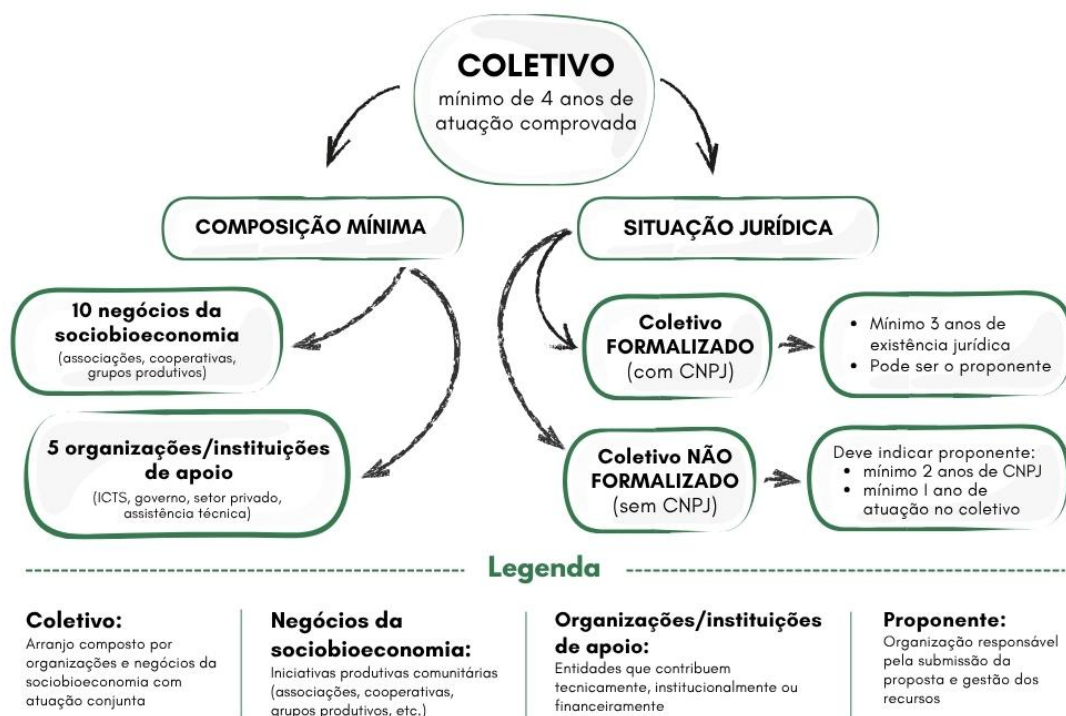 COLETIVO
mínimo de 4 anos de
atuação comprovada
COMPOSIÇÃO MÍNIMA
SITUAÇÃO JURÍDICA
10 negócios da
sociobioeconomia
(associações, cooperativas,
grupos produtivos)
5 organizações/instituições
de apoio
(ICTS, governo, setor privado,
assistência técnica)
Coletivo
FORMALIZADO
(com CNPJ)
• Mínimo 3 anos de
existência jurídica
• Pode ser o proponente
Coletivo NÃO
FORMALIZADO
(sem CNPJ)
Deve indicar proponente:
• mínimo 2 anos de CNPJ
• mínimo 1 ano de
atuação no coletivo
Legenda
Coletivo:
Arranjo composto por
organizações e negócios da
sociobioeconomia com
atuação conjunta
Negócios da
sociobioeconomia:
Iniciativas produtivas comunitárias
(associações, cooperativas,
grupos produtivos, etc.)
Organizações/instituições
de apoio:
Entidades que contribuem
tecnicamente, institucionalmente ou
financeiramente
Proponente:
Organização responsável
pela submissão da
proposta e gestão dos
recursos